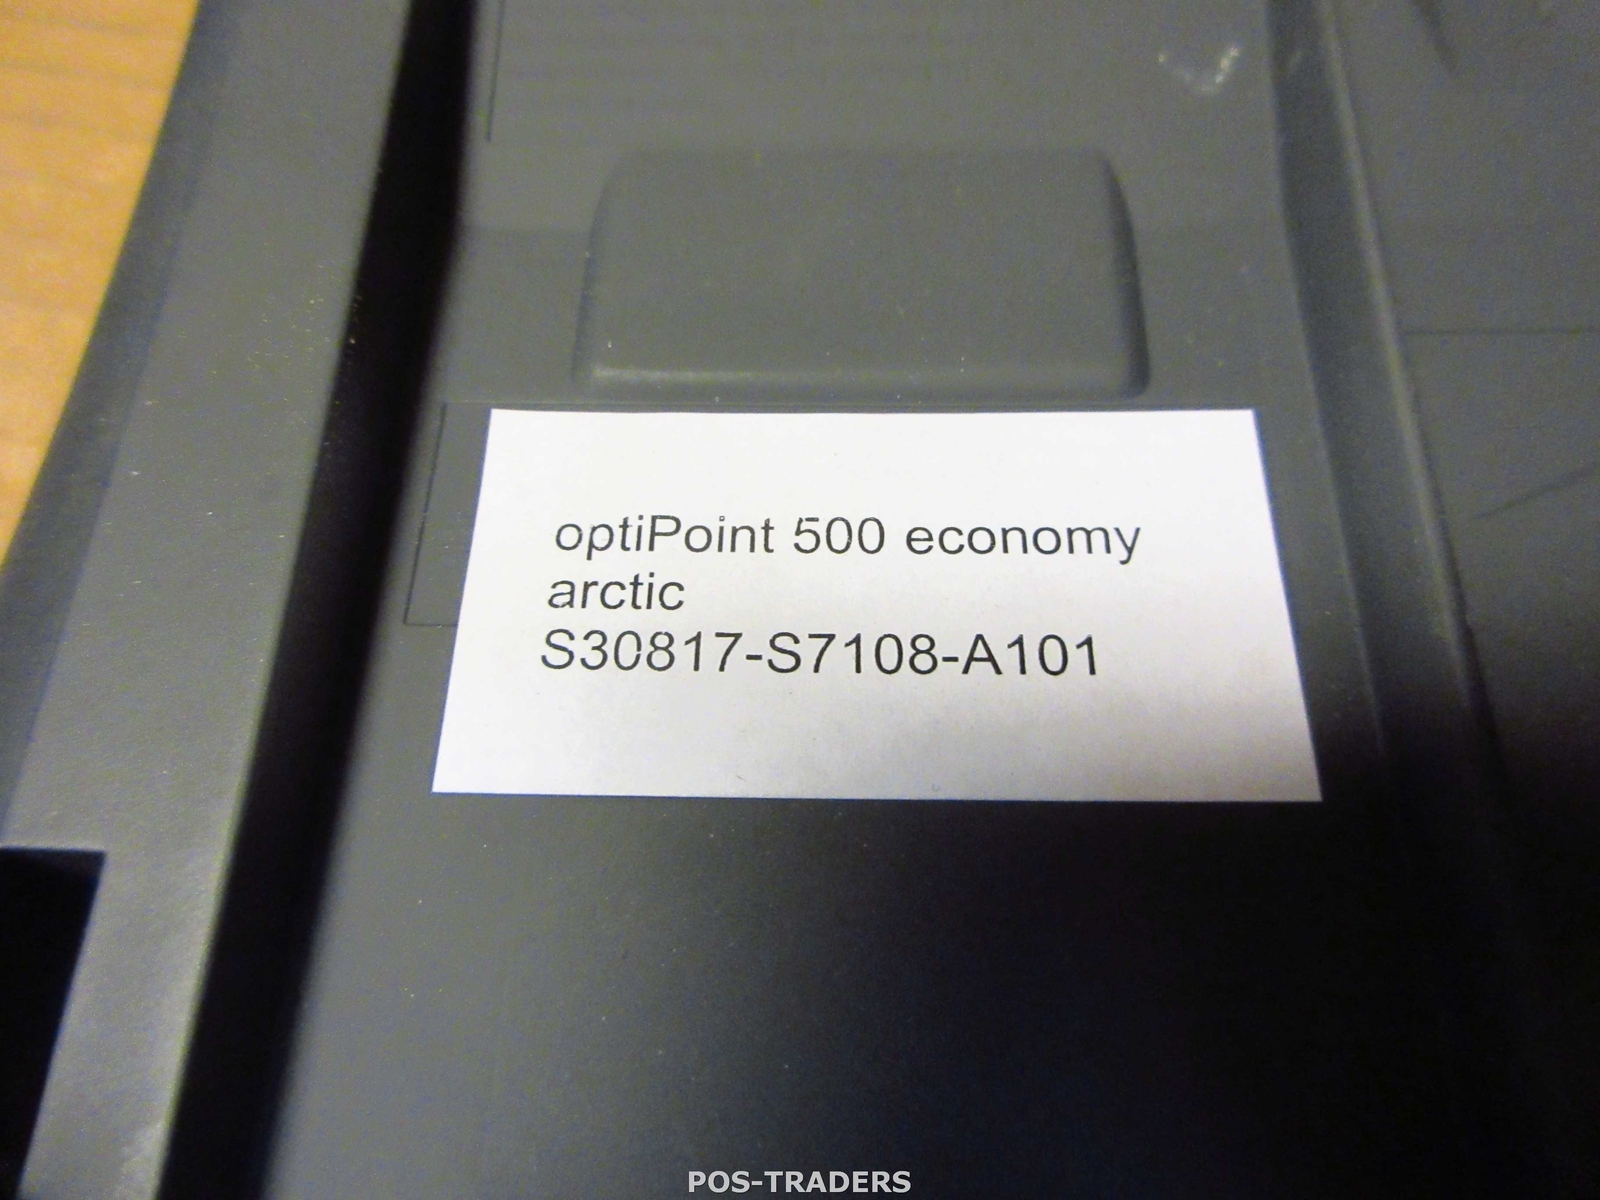 optiPoint 500 economy
arctic
S30817-S7108-A101
POS-TRADERS